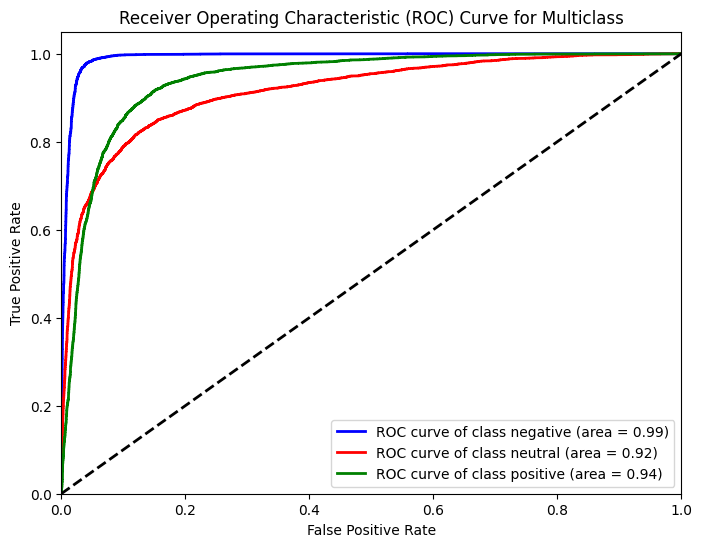 Receiver Operating Characteristic (ROC) Curve for Multiclass
True Positive Rate
1.0
0.8
0.6
0.4
0.2
0.0
ROC curve of class negative (area = 0.99)
ROC curve of class neutral (area = 0.92)
ROC curve of class positive (area = 0.94)
0.0 0.2 0.4 0.6 0.8 1.0
False Positive Rate